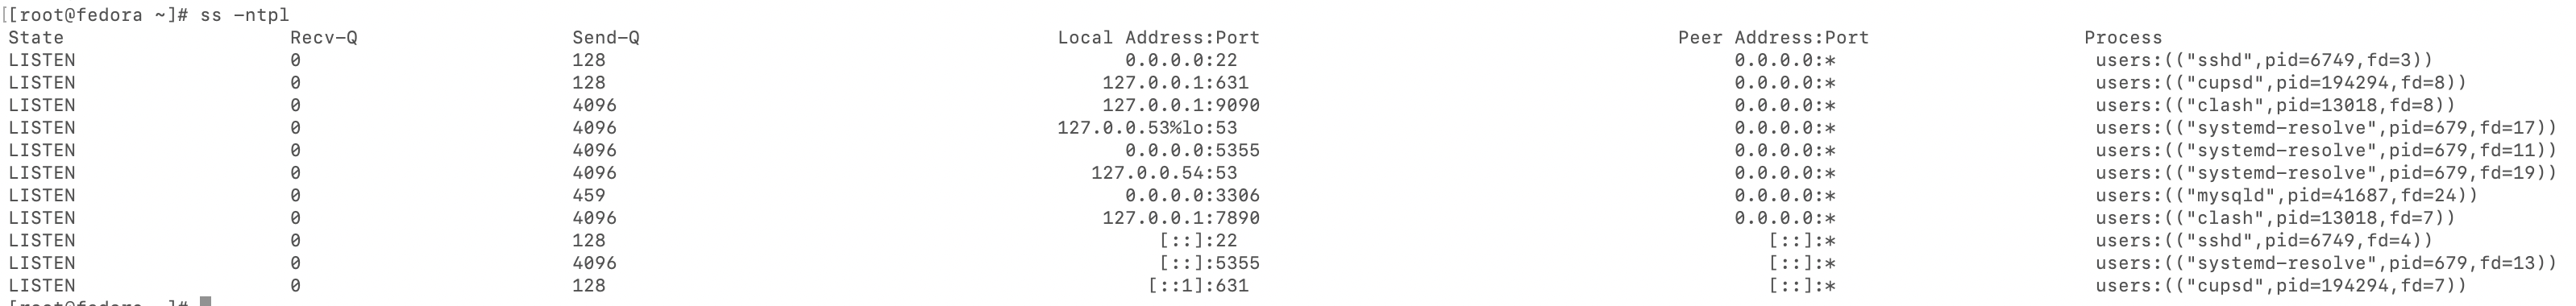 [[root@fedora ~]# ss -ntpl
State Recv-Q Send-Q Local Address:Port Peer Address:Port Process
LISTEN 0 128 0.0.0.0:22 0.0.0.0:* users:(("sshd",pid=6749,fd=3))
LISTEN 0 128 127.0.0.1:631 0.0.0.0:* users:(("cupsd",pid=194294,fd=8))
LISTEN 0 4096 127.0.0.1:9090 0.0.0.0:* users:(("clash",pid=13018,fd=8))
LISTEN 0 4096 127.0.0.53%lo:53 0.0.0.0:* users:(("systemd-resolve",pid=679,fd=17))
LISTEN 0 4096 0.0.0.0:5355 0.0.0.0:* users:(("systemd-resolve",pid=679,fd=11))
LISTEN 0 4096 127.0.0.54:53 0.0.0.0:* users:(("systemd-resolve",pid=679,fd=19))
LISTEN 0 459 0.0.0.0:3306 0.0.0.0:* users:(("mysqld",pid=41687,fd=24))
LISTEN 0 4096 127.0.0.1:7890 0.0.0.0:* users:(("clash",pid=13018,fd=7))
LISTEN 0 128 [::]:22 [::]:* users:(("sshd",pid=6749,fd=4))
LISTEN 0 4096 [::]:5355 [::]:* users:(("systemd-resolve",pid=679,fd=13))
LISTEN 0 128 [::1]:631 [::]:* users:(("cupsd",pid=194294,fd=7))
[root@fedora ~]#